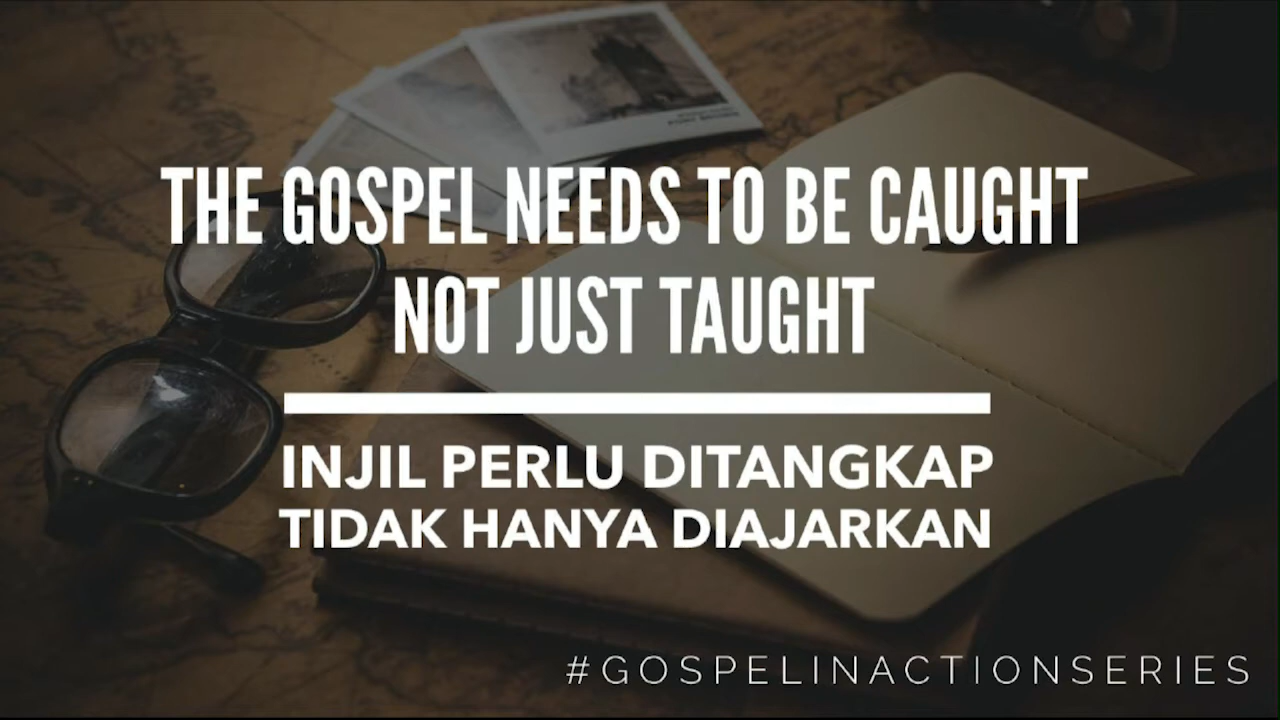 THE GOSPEL NEEDS TO BE CAUGHT
NOT JUST TAUGHT
INJIL PERLU DITANGKAP
TIDAK HANYA DIAJARKAN
#GOSPELINACTIONSERIES